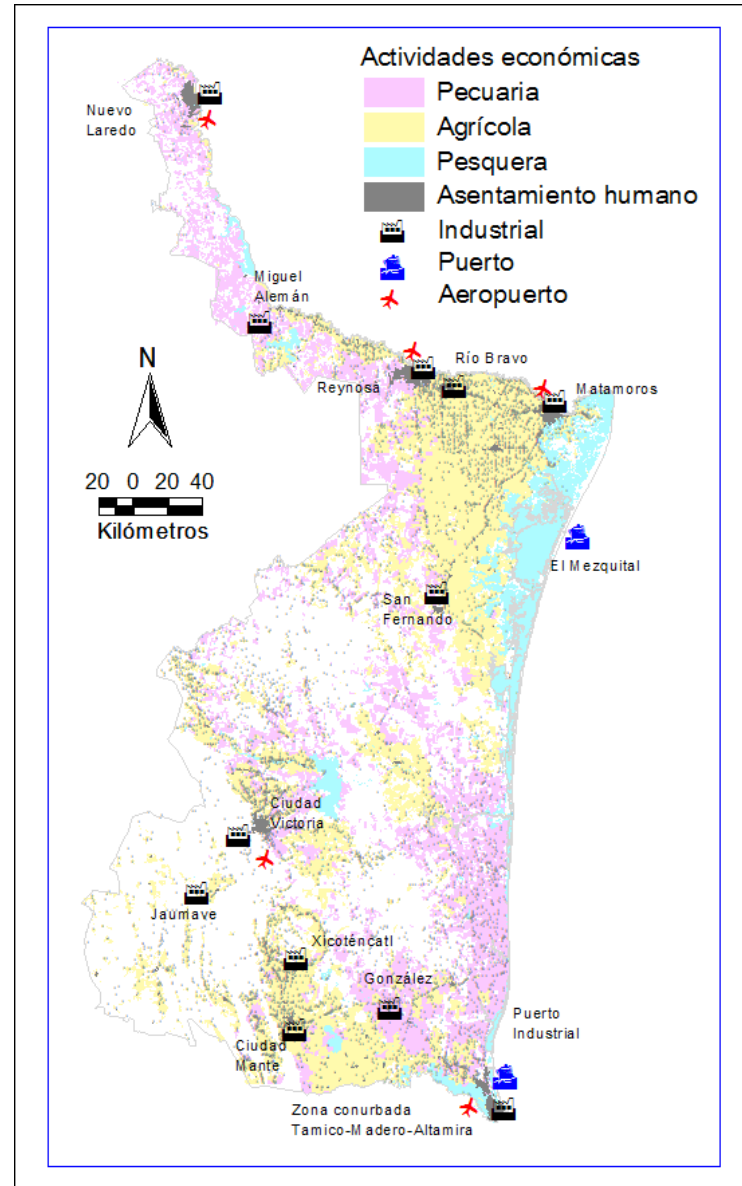 Actividades económicas
Pecuaria
Agrícola
Pesquera
Asentamiento humano
Industrial
Puerto
Aeropuerto
Nuevo
Laredo
Miguel
Alemán
N
Reynosa
Río Bravo
Matamoros
20 0 20 40
Kilómetros
El Mezquital
San
Fernando
Ciudad
Victoria
Jaumave
Xicoténcatl
González
Puerto
Industrial
Ciudad
Mante
Zona conurbada
Tamico-Madero-Altamira